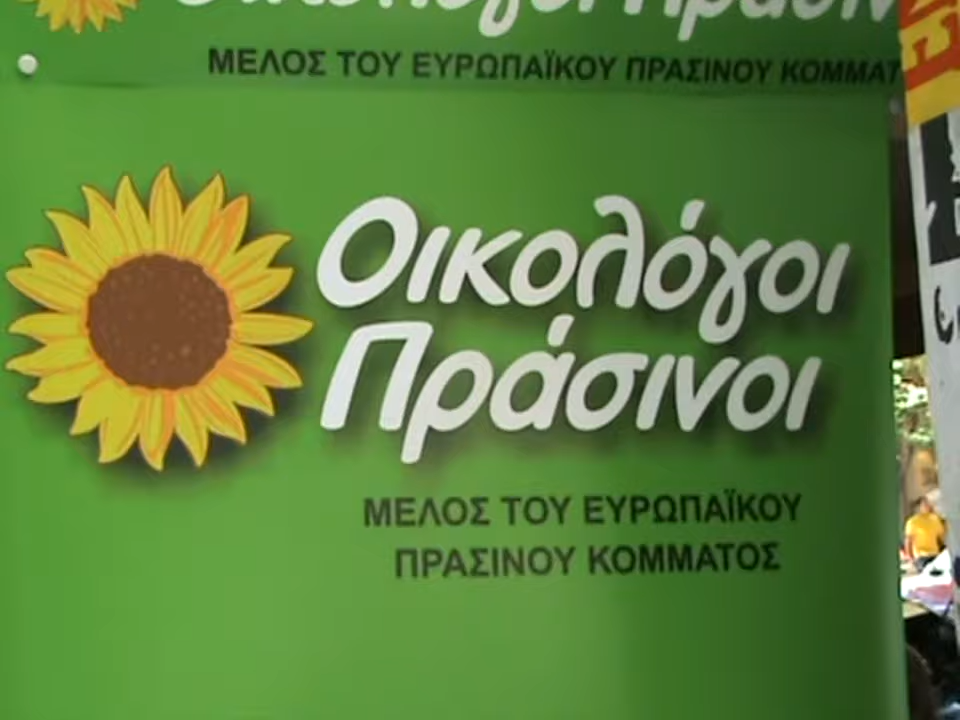 ΜΕΛΟΣ ΤΟΥ ΕΥΡΩΠΑΪΚΟΥ ΠΡΑΣΙΝΟΥ ΚΟΜΜΑΤ
Οικολόγοι
Πράσινοι
ΜΕΛΟΣ ΤΟΥ ΕΥΡΩΠΑΪΚΟΥ
ΠΡΑΣΙΝΟΥ ΚΟΜΜΑΤΟΣ